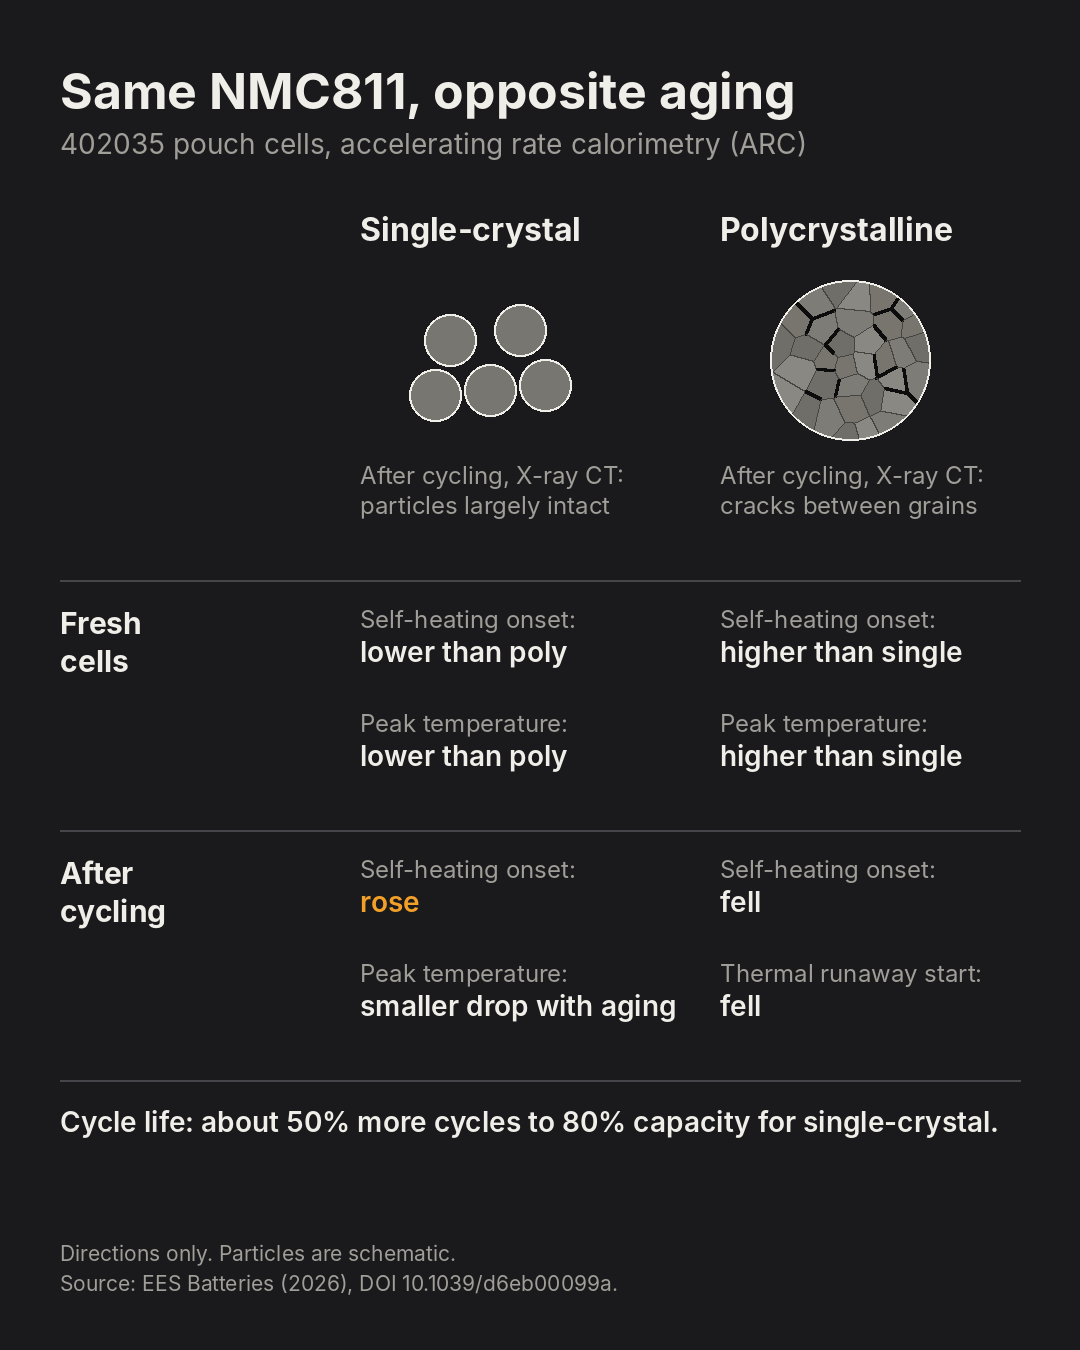 Same NMC811, opposite aging
402035 pouch cells, accelerating rate calorimetry (ARC)
Single-crystal
Polycrystalline
After cycling, X-ray CT:
particles largely intact
After cycling, X-ray CT:
cracks between grains
Fresh
cells
Self-heating onset:
lower than poly
Self-heating onset:
higher than single
Peak temperature:
lower than poly
Peak temperature:
higher than single
After
cycling
Self-heating onset:
rose
Self-heating onset:
fell
Peak temperature:
smaller drop with aging
Thermal runaway start:
fell
Cycle life: about 50% more cycles to 80% capacity for single-crystal.
Directions only. Particles are schematic.
Source: EES Batteries (2026), DOI 10.1039/d6eb00099a.